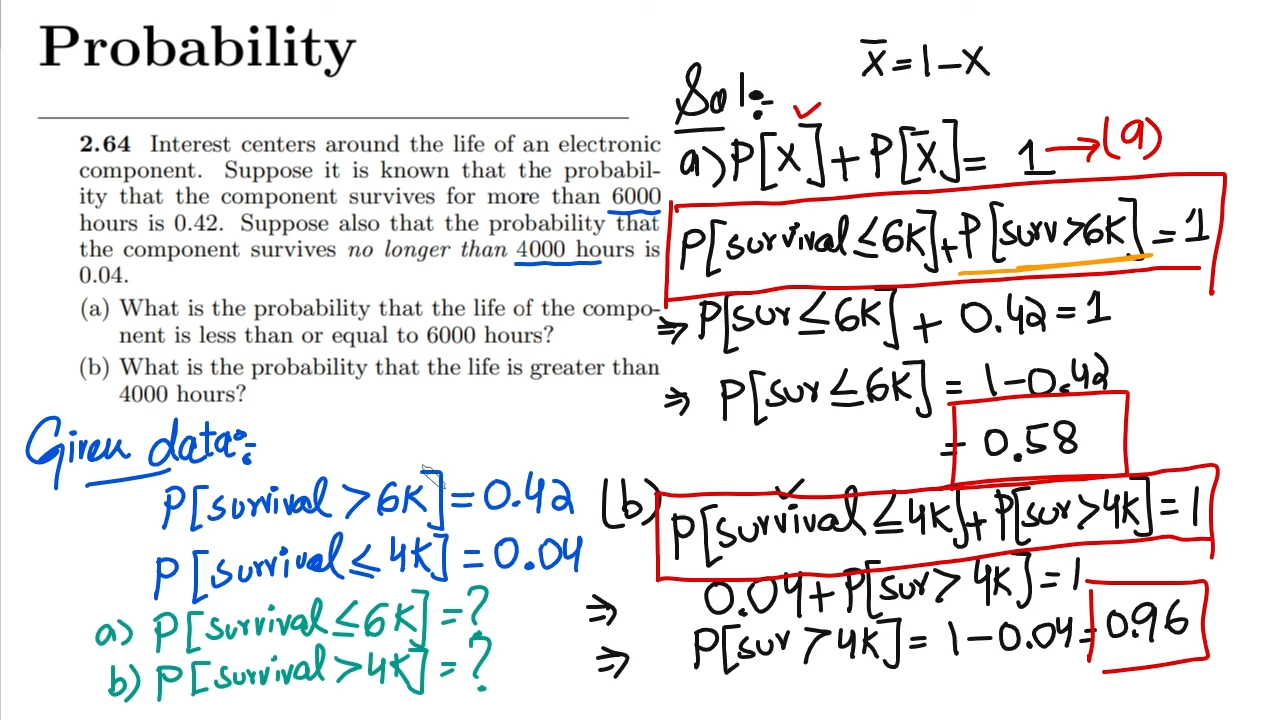 Probability
2.64 Interest centers around the life of an electronic
component. Suppose it is known that the probabil-
ity that the component survives for more than 6000
hours is 0.42. Suppose also that the probability that
the component survives no longer than 4000 hours is
0.04.
(a) What is the probability that the life of the compo-
nent is less than or equal to 6000 hours?
(b) What is the probability that the life is greater than
4000 hours?
Given data:-
P[survival > 6K] = 0.42
P[survival ≤ 4K] = 0.04
a) P[survival ≤ 6K] = ?
b) P[survival > 4K] = ?
X̅ = 1 - X
Sol:-
a) P[X] + P[X̅] = 1 → (a)
P[survival ≤ 6K] + P[surv > 6K] = 1
⇒ P[sur ≤ 6K] + 0.42 = 1
⇒ P[sur ≤ 6K] = 1 - 0.42
= 0.58
(b) P[survival ≤ 4K] + P[sur > 4K] = 1
⇒ 0.04 + P[sur > 4K] = 1
⇒ P[sur > 4K] = 1 - 0.04 = 0.96